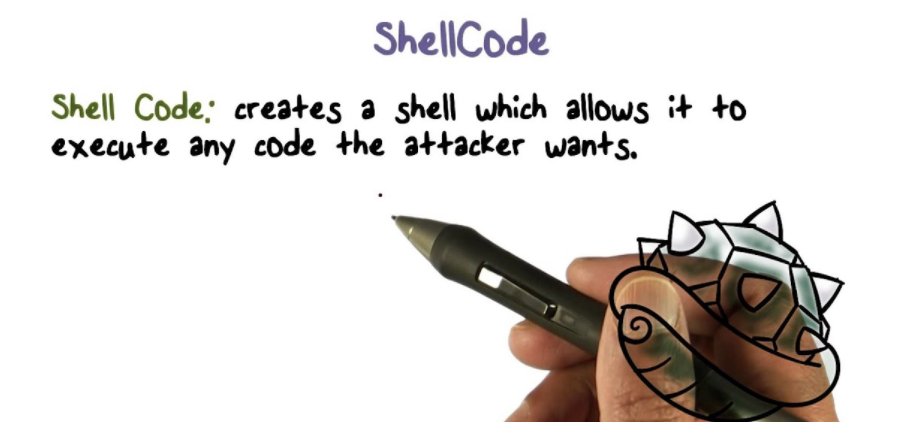 ShellCode
Shell Code: creates a shell which allows it to
execute any code the attacker wants.